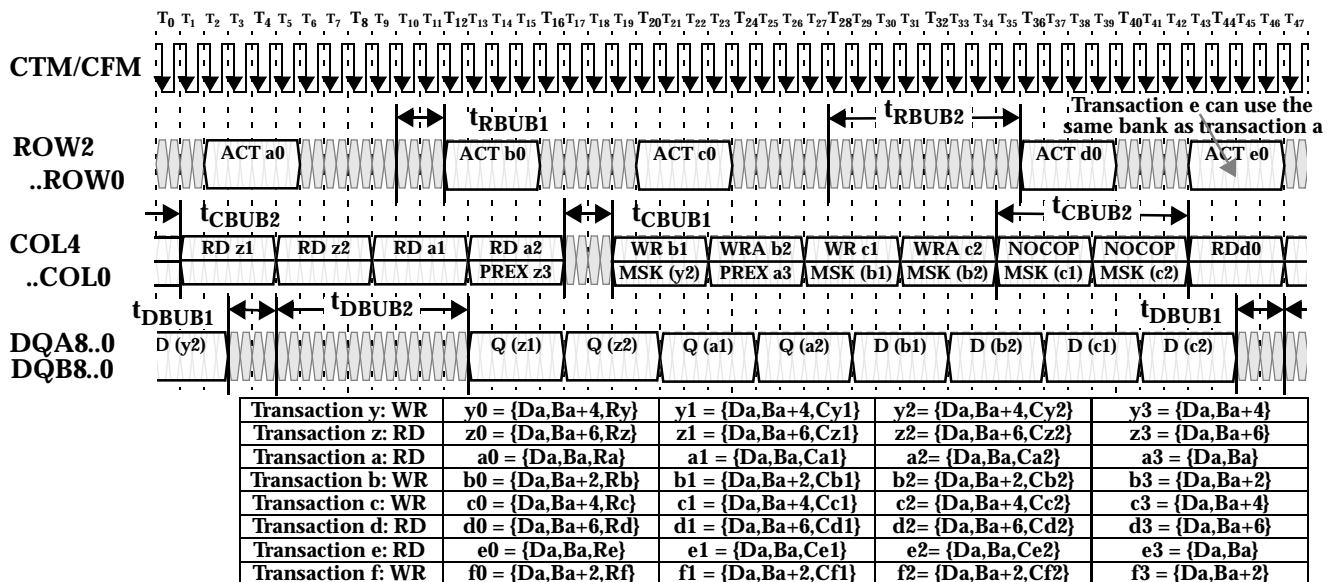 T0 T1 T2 T3 T4 T5 T6 T7 T8 T9 T10 T11 T12 T13 T14 T15 T16 T17 T18 T19 T20 T21 T22 T23 T24 T25 T26 T27 T28 T29 T30 T31 T32 T33 T34 T35 T36 T37 T38 T39 T40 T41 T42 T43 T44 T45 T46 T47
CTM/CFM
tRBUB1
tRBUB2
Transaction e can use the
same bank as transaction a
ROW2
..ROW0
ACT a0 ACT b0 ACT c0 ACT d0 ACT e0
tCBUB2 tCBUB1 tCBUB2
COL4
..COL0
RD z1 RD z2 RD a1 RD a2 WR b1 WRA b2 WR c1 WRA c2 NOCOP NOCOP RDd0
PREX z3 MSK (y2) PREX a3 MSK (b1) MSK (b2) MSK (c1) MSK (c2)
tDBUB1 tDBUB2 tDBUB1
DQA8..0
DQB8..0
D (y2) Q (z1) Q (z2) Q (a1) Q (a2) D (b1) D (b2) D (c1) D (c2)
Transaction y: WR y0 = {Da,Ba+4,Ry} y1 = {Da,Ba+4,Cy1} y2= {Da,Ba+4,Cy2} y3 = {Da,Ba+4}
Transaction z: RD z0 = {Da,Ba+6,Rz} z1 = {Da,Ba+6,Cz1} z2= {Da,Ba+6,Cz2} z3 = {Da,Ba+6}
Transaction a: RD a0 = {Da,Ba,Ra} a1 = {Da,Ba,Ca1} a2= {Da,Ba,Ca2} a3 = {Da,Ba}
Transaction b: WR b0 = {Da,Ba+2,Rb} b1 = {Da,Ba+2,Cb1} b2= {Da,Ba+2,Cb2} b3 = {Da,Ba+2}
Transaction c: WR c0 = {Da,Ba+4,Rc} c1 = {Da,Ba+4,Cc1} c2= {Da,Ba+4,Cc2} c3 = {Da,Ba+4}
Transaction d: RD d0 = {Da,Ba+6,Rd} d1 = {Da,Ba+6,Cd1} d2= {Da,Ba+6,Cd2} d3 = {Da,Ba+6}
Transaction e: RD e0 = {Da,Ba,Re} e1 = {Da,Ba,Ce1} e2= {Da,Ba,Ce2} e3 = {Da,Ba}
Transaction f: WR f0 = {Da,Ba+2,Rf} f1 = {Da,Ba+2,Cf1} f2= {Da,Ba+2,Cf2} f3 = {Da,Ba+2}